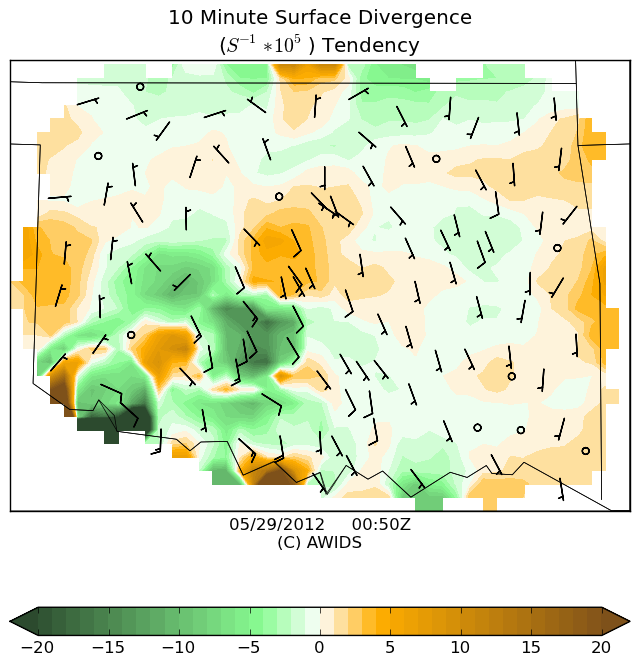 10 Minute Surface Divergence
(S⁻¹ *10⁵ ) Tendency
05/29/2012 00:50Z
(C) AWIDS
−20 −15 −10 −5 0 5 10 15 20